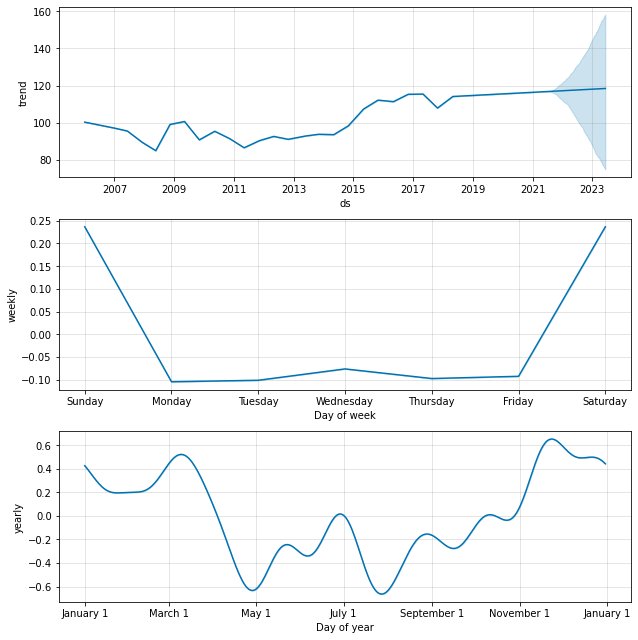 160
140
120
100
80
trend
2007 2009 2011 2013 2015 2017 2019 2021 2023
ds
0.25
0.20
0.15
0.10
0.05
0.00
−0.05
−0.10
weekly
Sunday Monday Tuesday Wednesday Thursday Friday Saturday
Day of week
0.6
0.4
0.2
0.0
−0.2
−0.4
−0.6
yearly
January 1 March 1 May 1 July 1 September 1 November 1 January 1
Day of year